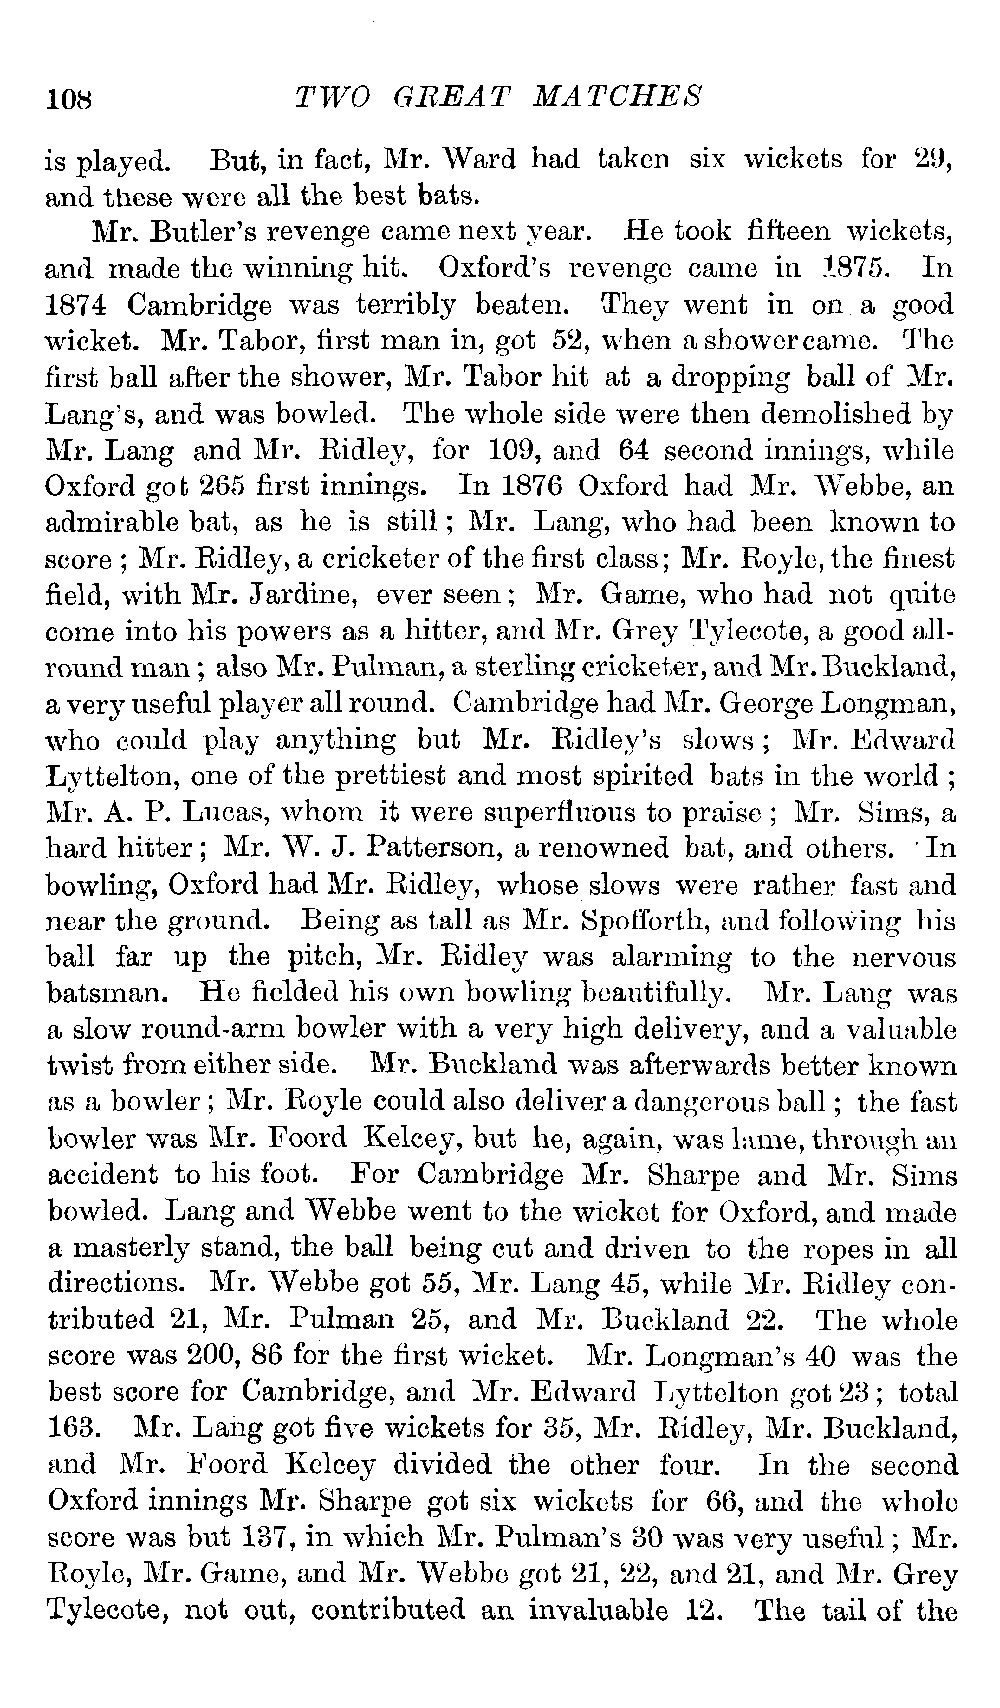 108 TWO GREAT MATCHES
is played. But, in fact, Mr. Ward had taken six wickets for 29,
and these were all the best bats.
Mr. Butler's revenge came next year. He took fifteen wickets,
and made the winning hit. Oxford's revenge came in 1875. In
1874 Cambridge was terribly beaten. They went in on a good
wicket. Mr. Tabor, first man in, got 52, when a shower came. The
first ball after the shower, Mr. Tabor hit at a dropping ball of Mr.
Lang's, and was bowled. The whole side were then demolished by
Mr. Lang and Mr. Ridley, for 109, and 64 second innings, while
Oxford got 265 first innings. In 1876 Oxford had Mr. Webbe, an
admirable bat, as he is still; Mr. Lang, who had been known to
score; Mr. Ridley, a cricketer of the first class; Mr. Royle, the finest
field, with Mr. Jardine, ever seen; Mr. Game, who had not quite
come into his powers as a hitter, and Mr. Grey Tylecote, a good all-
round man; also Mr. Pulman, a sterling cricketer, and Mr. Buckland,
a very useful player all round. Cambridge had Mr. George Longman,
who could play anything but Mr. Ridley's slows; Mr. Edward
Lyttelton, one of the prettiest and most spirited bats in the world;
Mr. A. P. Lucas, whom it were superfluous to praise; Mr. Sims, a
hard hitter; Mr. W. J. Patterson, a renowned bat, and others. In
bowling, Oxford had Mr. Ridley, whose slows were rather fast and
near the ground. Being as tall as Mr. Spofforth, and following his
ball far up the pitch, Mr. Ridley was alarming to the nervous
batsman. He fielded his own bowling beautifully. Mr. Lang was
a slow round-arm bowler with a very high delivery, and a valuable
twist from either side. Mr. Buckland was afterwards better known
as a bowler; Mr. Royle could also deliver a dangerous ball; the fast
bowler was Mr. Foord Kelcey, but he, again, was lame, through an
accident to his foot. For Cambridge Mr. Sharpe and Mr. Sims
bowled. Lang and Webbe went to the wicket for Oxford, and made
a masterly stand, the ball being cut and driven to the ropes in all
directions. Mr. Webbe got 55, Mr. Lang 45, while Mr. Ridley con-
tributed 21, Mr. Pulman 25, and Mr. Buckland 22. The whole
score was 200, 86 for the first wicket. Mr. Longman's 40 was the
best score for Cambridge, and Mr. Edward Lyttelton got 23; total
163. Mr. Lang got five wickets for 35, Mr. Ridley, Mr. Buckland,
and Mr. Foord Kelcey divided the other four. In the second
Oxford innings Mr. Sharpe got six wickets for 66, and the whole
score was but 137, in which Mr. Pulman's 30 was very useful; Mr.
Royle, Mr. Game, and Mr. Webbe got 21, 22, and 21, and Mr. Grey
Tylecote, not out, contributed an invaluable 12. The tail of the